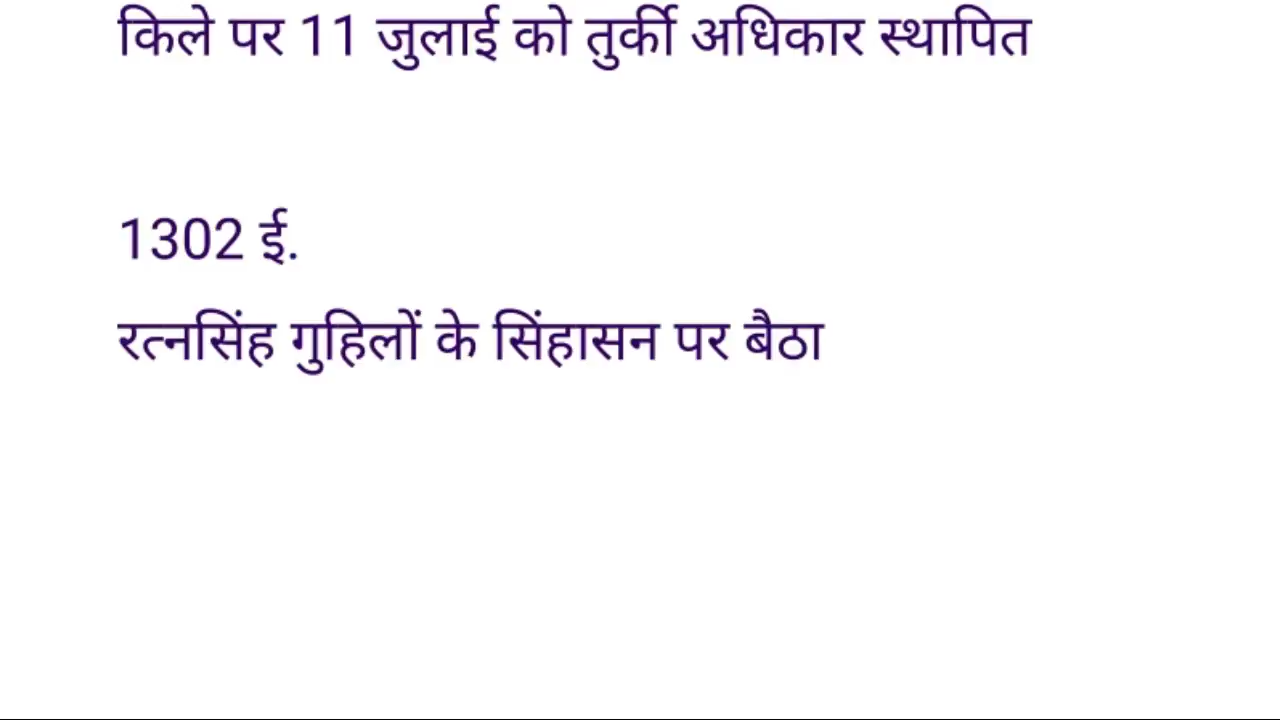 किले पर 11 जुलाई को तुर्की अधिकार स्थापित
1302 ई.
रत्नसिंह गुहिलों के सिंहासन पर बैठा